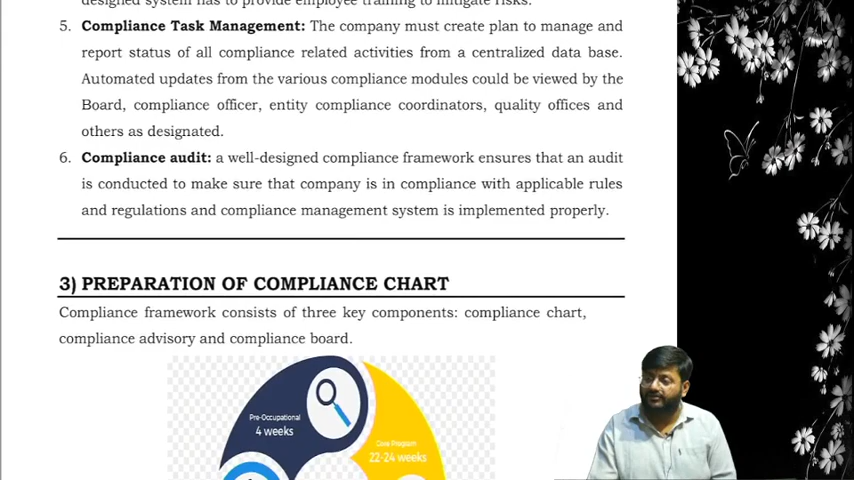 designed system has to provide employee training to mitigate risks.
5. Compliance Task Management: The company must create plan to manage and
report status of all compliance related activities from a centralized data base.
Automated updates from the various compliance modules could be viewed by the
Board, compliance officer, entity compliance coordinators, quality offices and
others as designated.
6. Compliance audit: a well-designed compliance framework ensures that an audit
is conducted to make sure that company is in compliance with applicable rules
and regulations and compliance management system is implemented properly.
3) PREPARATION OF COMPLIANCE CHART
Compliance framework consists of three key components: compliance chart,
compliance advisory and compliance board.
Pre-Occupational
4 weeks
Core Program
22-24 weeks